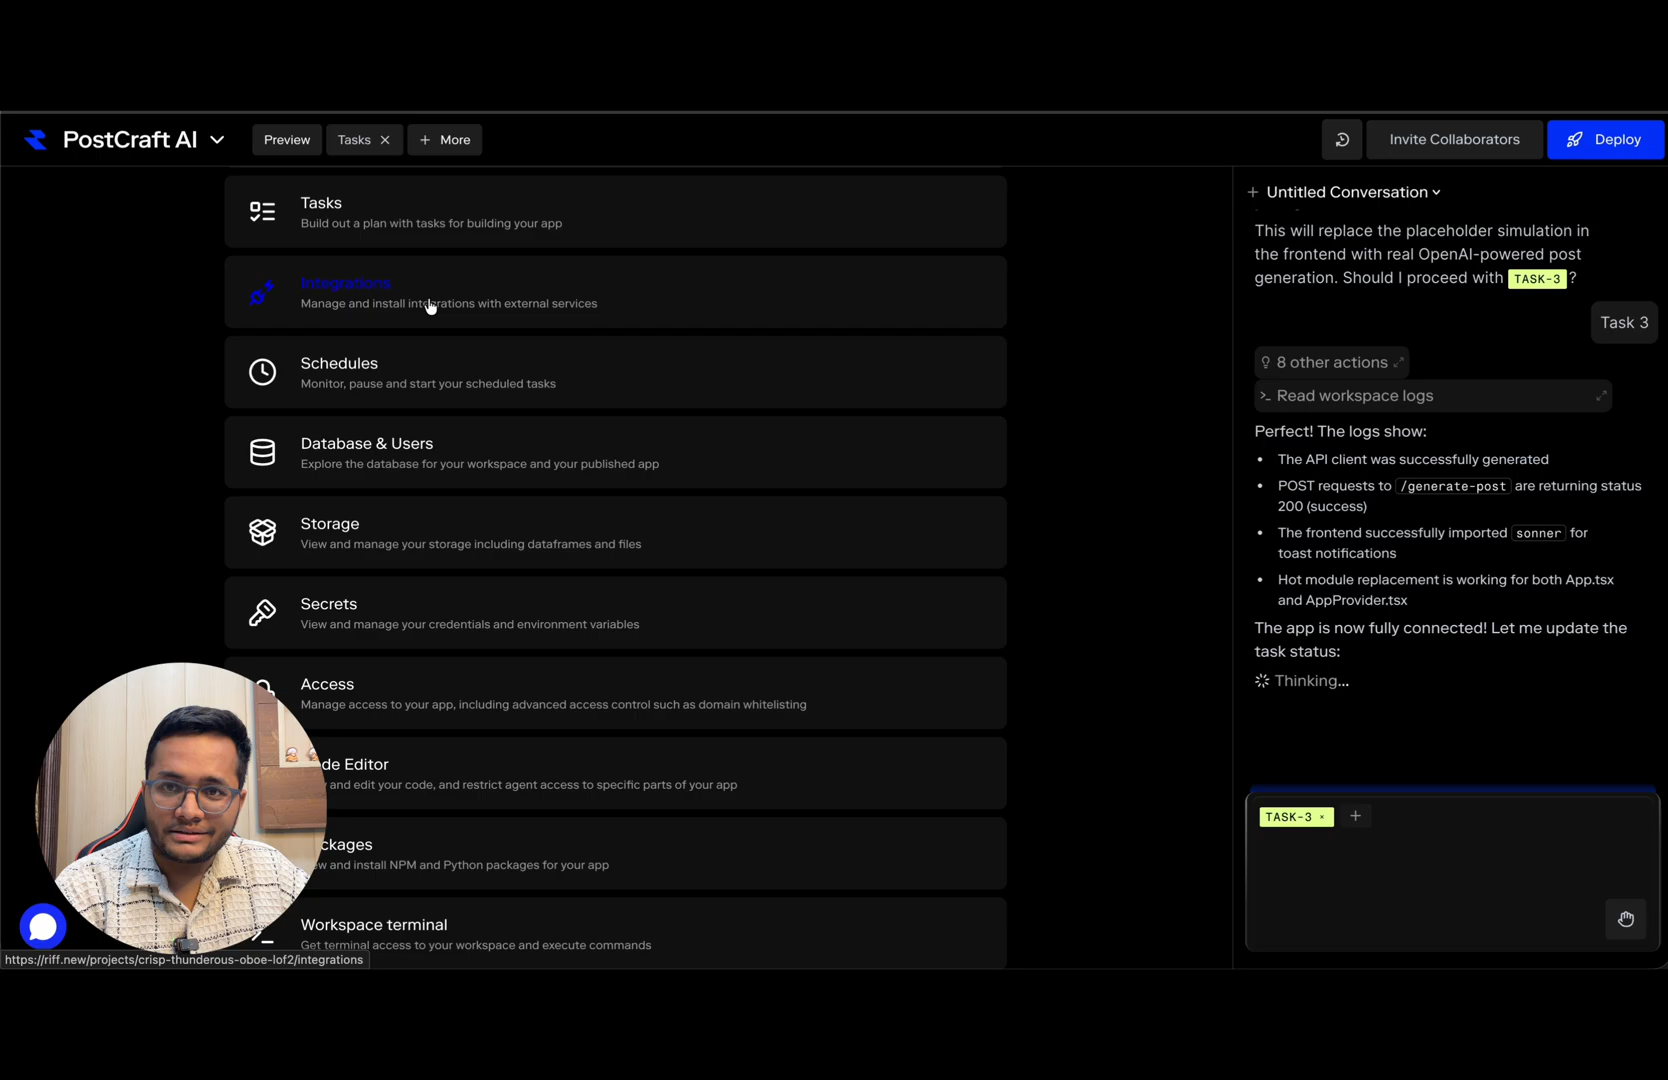 PostCraft AI
Preview
Tasks
+ More
Invite Collaborators
Deploy
Tasks
Build out a plan with tasks for building your app
Integrations
Manage and install integrations with external services
Schedules
Monitor, pause and start your scheduled tasks
Database & Users
Explore the database for your workspace and your published app
Storage
View and manage your storage including dataframes and files
Secrets
View and manage your credentials and environment variables
Access
Manage access to your app, including advanced access control such as domain whitelisting
de Editor
and edit your code, and restrict agent access to specific parts of your app
ckages
and install NPM and Python packages for your app
Workspace terminal
Get terminal access to your workspace and execute commands
https://riff.new/projects/crisp-thunderous-oboe-lof2/integrations
+ Untitled Conversation
This will replace the placeholder simulation in
the frontend with real OpenAI-powered post
generation. Should I proceed with TASK-3 ?
Task 3
8 other actions
>_ Read workspace logs
Perfect! The logs show:
• The API client was successfully generated
• POST requests to /generate-post are returning status
200 (success)
• The frontend successfully imported sonner for
toast notifications
• Hot module replacement is working for both App.tsx
and AppProvider.tsx
The app is now fully connected! Let me update the
task status:
Thinking...
TASK-3 × +